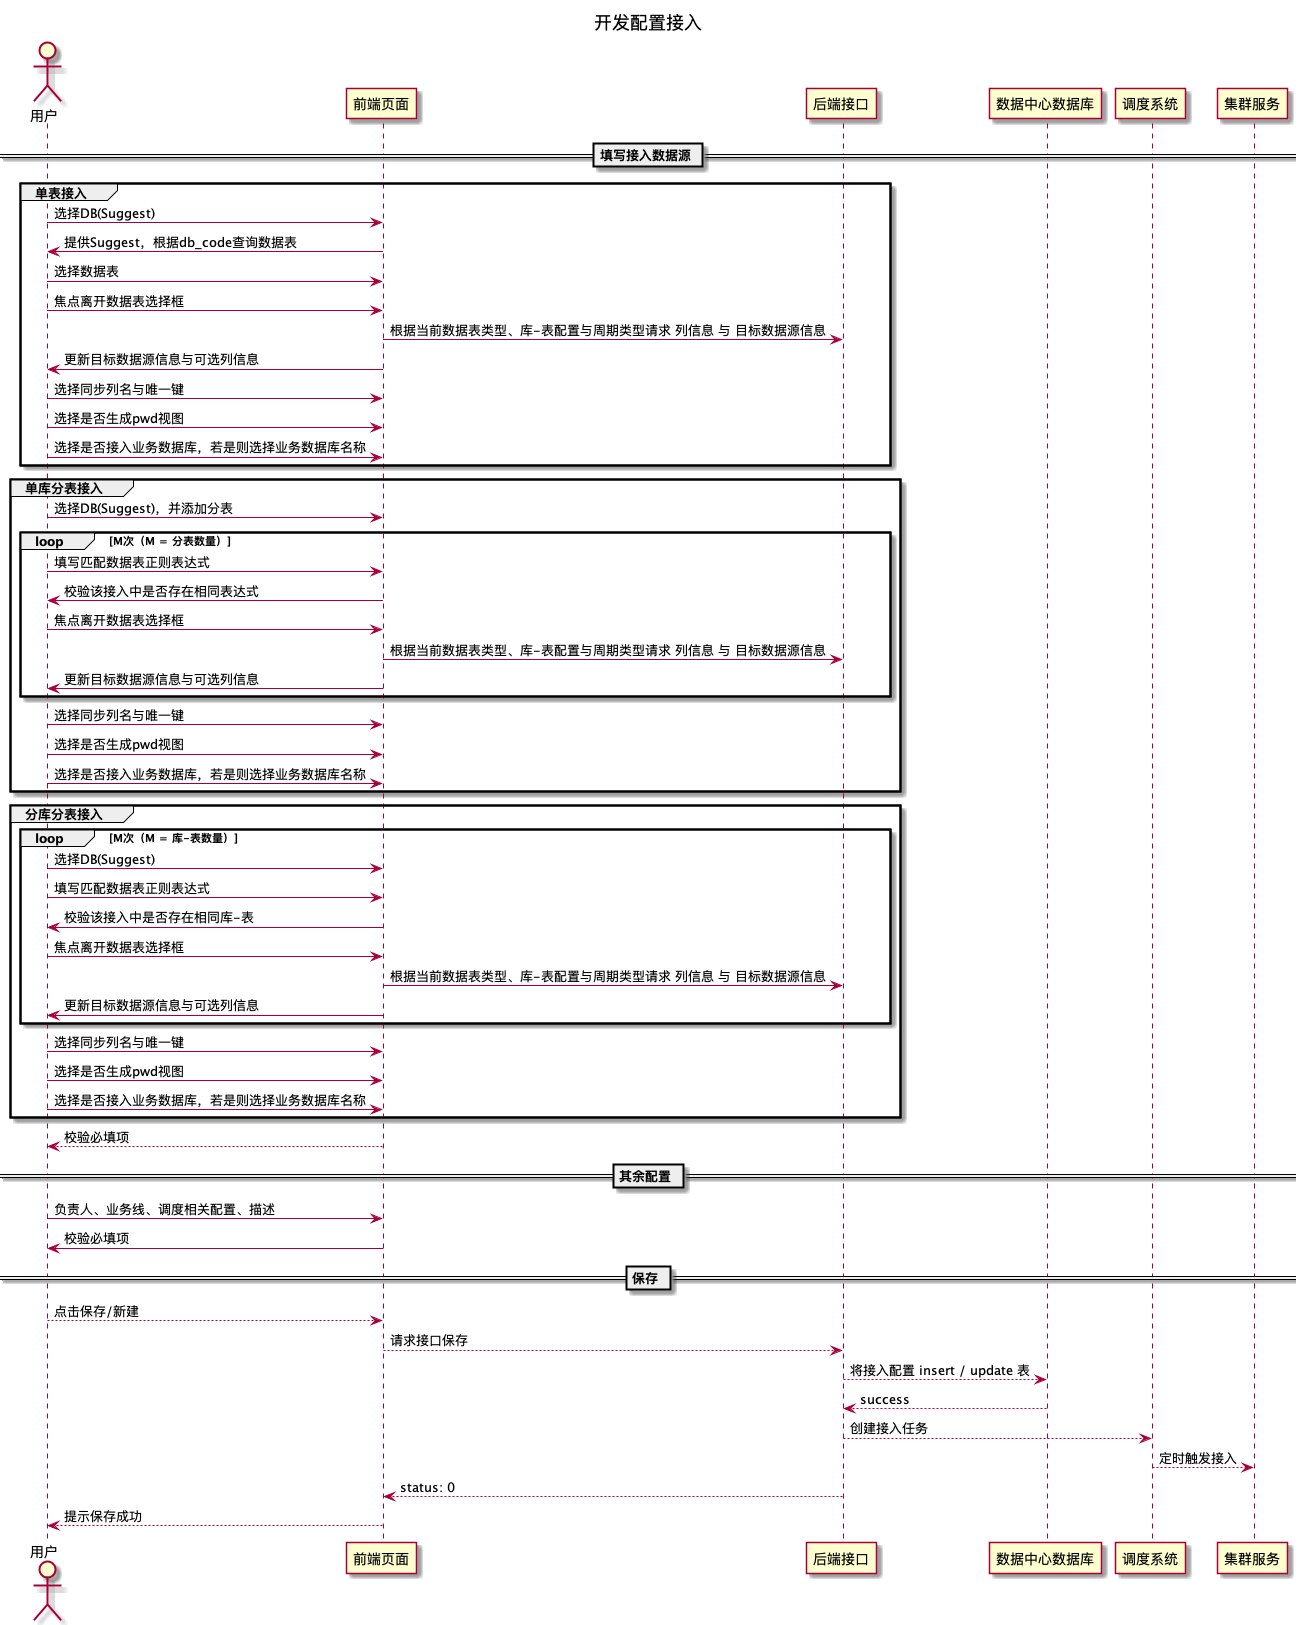 开发配置接入
用户
前端页面
后端接口
数据中心数据库
调度系统
集群服务
填写接入数据源
单表接入
选择DB(Suggest)
提供Suggest，根据db_code查询数据表
选择数据表
焦点离开数据表选择框
根据当前数据表类型、库-表配置与周期类型请求 列信息 与 目标数据源信息
更新目标数据源信息与可选列信息
选择同步列名与唯一键
选择是否生成pwd视图
选择是否接入业务数据库，若是则选择业务数据库名称
单库分表接入
选择DB(Suggest)，并添加分表
loop [M次（M = 分表数量）]
填写匹配数据表正则表达式
校验该接入中是否存在相同表达式
焦点离开数据表选择框
根据当前数据表类型、库-表配置与周期类型请求 列信息 与 目标数据源信息
更新目标数据源信息与可选列信息
选择同步列名与唯一键
选择是否生成pwd视图
选择是否接入业务数据库，若是则选择业务数据库名称
分库分表接入
loop [M次（M = 库-表数量）]
选择DB(Suggest)
填写匹配数据表正则表达式
校验该接入中是否存在相同库-表
焦点离开数据表选择框
根据当前数据表类型、库-表配置与周期类型请求 列信息 与 目标数据源信息
更新目标数据源信息与可选列信息
选择同步列名与唯一键
选择是否生成pwd视图
选择是否接入业务数据库，若是则选择业务数据库名称
校验必填项
其余配置
负责人、业务线、调度相关配置、描述
校验必填项
保存
点击保存/新建
请求接口保存
将接入配置 insert / update 表
success
创建接入任务
定时触发接入
status: 0
提示保存成功
用户
前端页面
后端接口
数据中心数据库
调度系统
集群服务